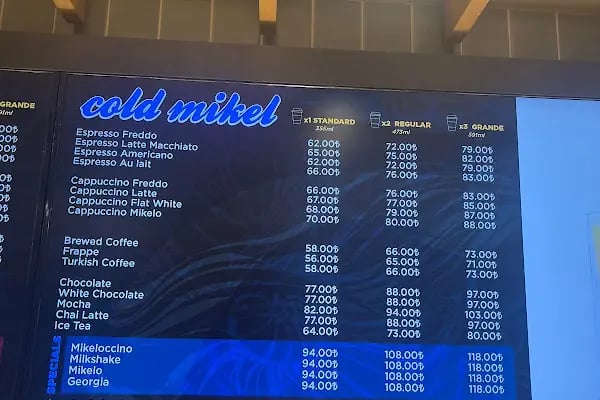 GRANDE
cold mikel
x1 STANDARD x2 REGULAR x3 GRANDE
355ml 473ml 591ml
Espresso Freddo 62.00₺ 72.00₺ 79.00₺
Espresso Latte Macchiato 65.00₺ 75.00₺ 82.00₺
Espresso Americano 62.00₺ 72.00₺ 79.00₺
Espresso Au lait 66.00₺ 76.00₺ 83.00₺
Cappuccino Freddo 66.00₺ 76.00₺ 83.00₺
Cappuccino Latte 67.00₺ 77.00₺ 85.00₺
Cappuccino Flat White 68.00₺ 79.00₺ 87.00₺
Cappuccino Mikelo 70.00₺ 80.00₺ 88.00₺
Brewed Coffee 58.00₺ 66.00₺ 73.00₺
Frappe 56.00₺ 65.00₺ 71.00₺
Turkish Coffee 58.00₺ 66.00₺ 73.00₺
Chocolate 77.00₺ 88.00₺ 97.00₺
White Chocolate 77.00₺ 88.00₺ 97.00₺
Mocha 82.00₺ 94.00₺ 103.00₺
Chai Latte 77.00₺ 88.00₺ 97.00₺
Ice Tea 64.00₺ 73.00₺ 80.00₺
SPECIALS
Mikeloccino 94.00₺ 108.00₺ 118.00₺
Milkshake 94.00₺ 108.00₺ 118.00₺
Mikelo 94.00₺ 108.00₺ 118.00₺
Georgia 94.00₺ 108.00₺ 118.00₺